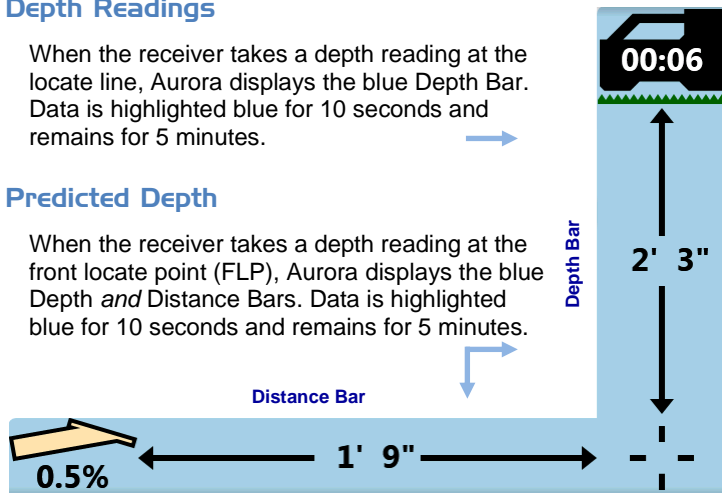 Depth Readings
When the receiver takes a depth reading at the
locate line, Aurora displays the blue Depth Bar.
Data is highlighted blue for 10 seconds and
remains for 5 minutes.
Predicted Depth
When the receiver takes a depth reading at the
front locate point (FLP), Aurora displays the blue
Depth and Distance Bars. Data is highlighted
blue for 10 seconds and remains for 5 minutes.
Distance Bar
Depth Bar
00:06
2' 3"
1' 9"
0.5%